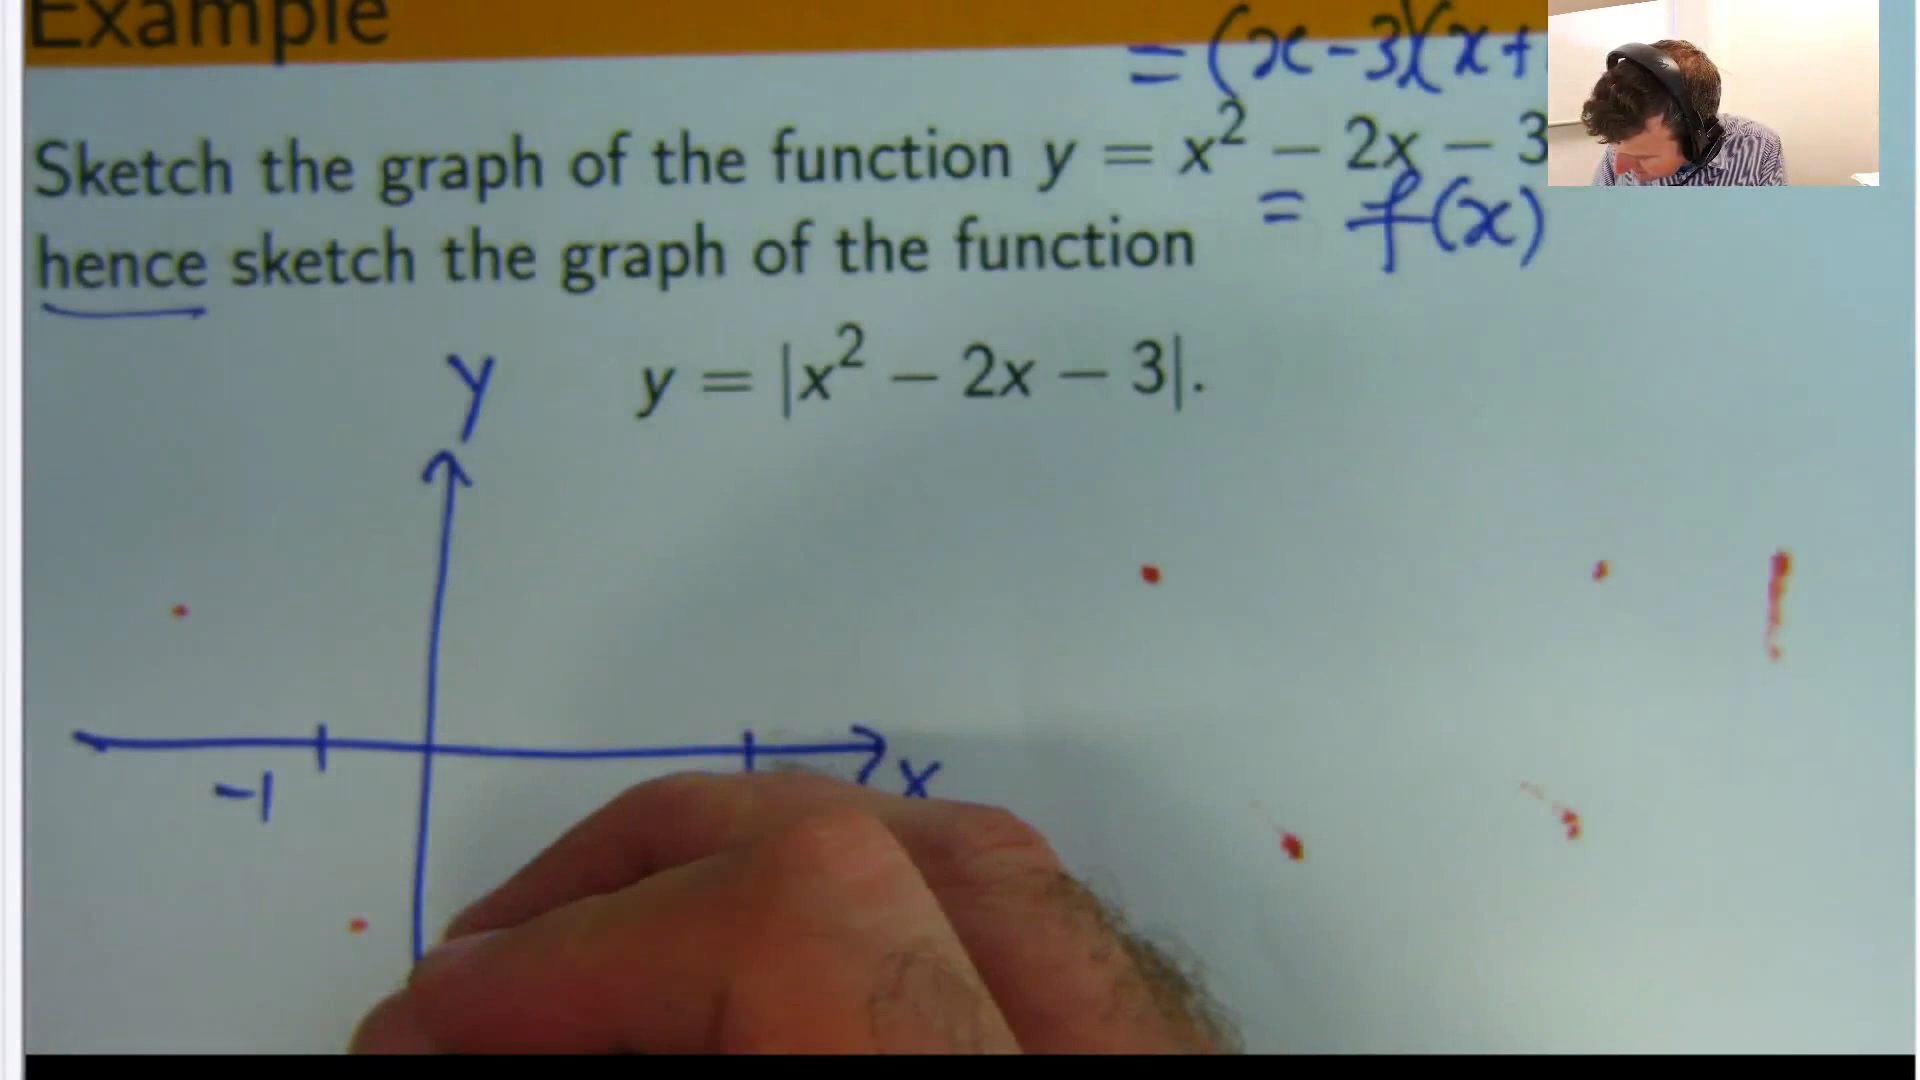 Example
= (x-3)(x+
Sketch the graph of the function y = x² − 2x − 3
= f(x)
hence sketch the graph of the function
y = |x² − 2x − 3|.
y
x
-1